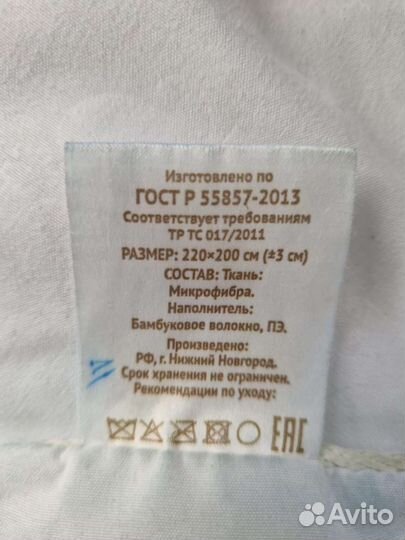 Изготовлено по
ГОСТ Р 55857-2013
Соответствует требованиям
ТР ТС 017/2011
РАЗМЕР: 220×200 см (±3 см)
СОСТАВ: Ткань:
Микрофибра.
Наполнитель:
Бамбуковое волокно, ПЭ.
Произведено:
РФ, г. Нижний Новгород.
Срок хранения не ограничен.
Рекомендации по уходу:
ЕАС
Avito